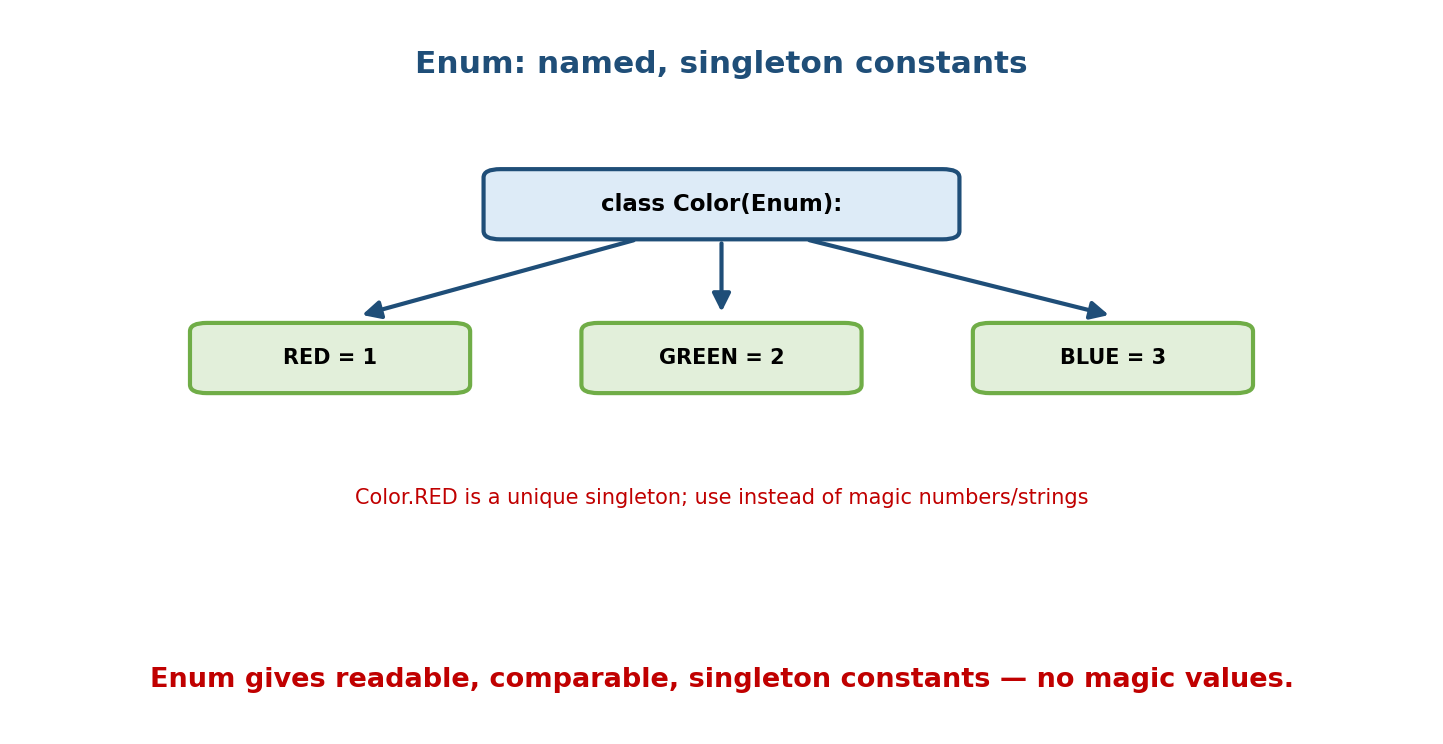 Enum: named, singleton constants
class Color(Enum):
RED = 1
GREEN = 2
BLUE = 3
Color.RED is a unique singleton; use instead of magic numbers/strings
Enum gives readable, comparable, singleton constants — no magic values.